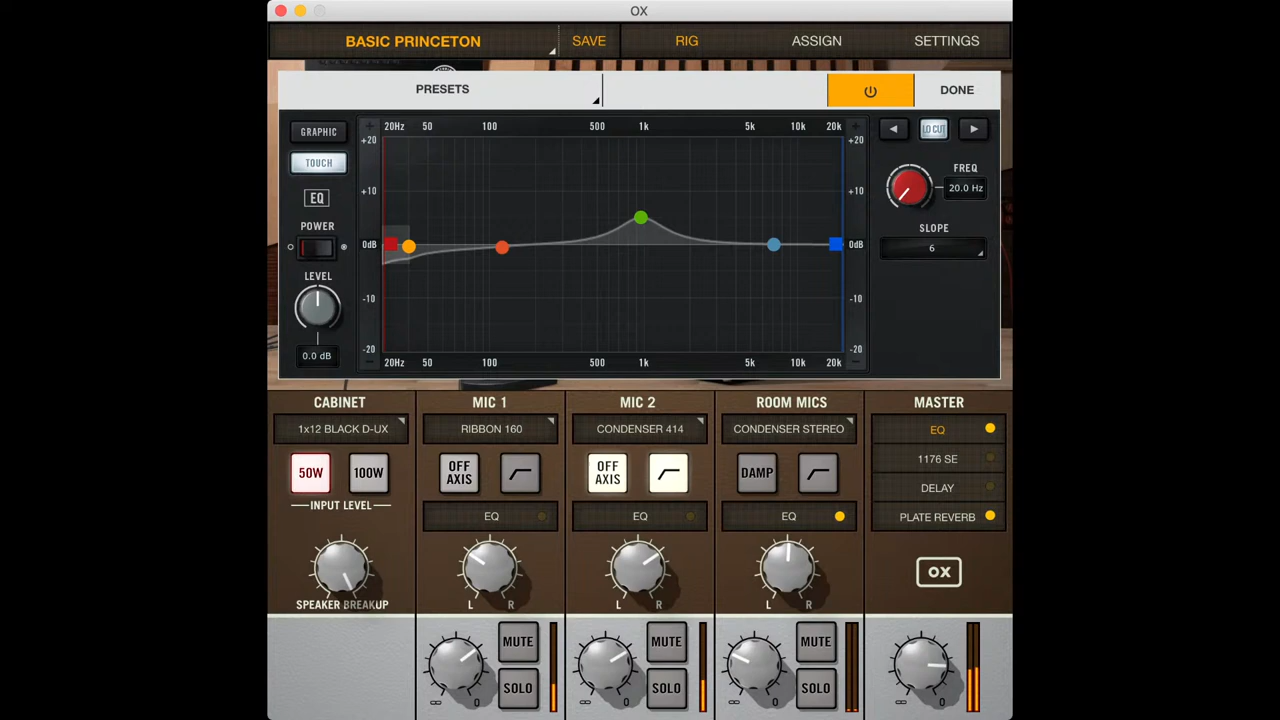 OX
BASIC PRINCETON SAVE RIG ASSIGN SETTINGS
PRESETS DONE
GRAPHIC
TOUCH
EQ
POWER
LEVEL
0.0 dB
20Hz 50 100 500 1k 5k 10k 20k
+20 +20
+10 +10
0dB 0dB
-10 -10
-20 -20
20Hz 50 100 500 1k 5k 10k 20k
LO CUT
FREQ
20.0 Hz
SLOPE
6
CABINET MIC 1 MIC 2 ROOM MICS MASTER
1x12 BLACK D-UX RIBBON 160 CONDENSER 414 CONDENSER STEREO EQ
50W 100W OFF AXIS OFF AXIS DAMP 1176 SE
INPUT LEVEL DELAY
EQ EQ EQ PLATE REVERB
OX
SPEAKER BREAKUP L R L R L R
MUTE MUTE MUTE
SOLO SOLO SOLO
∞ 0 ∞ 0 ∞ 0 ∞ 0